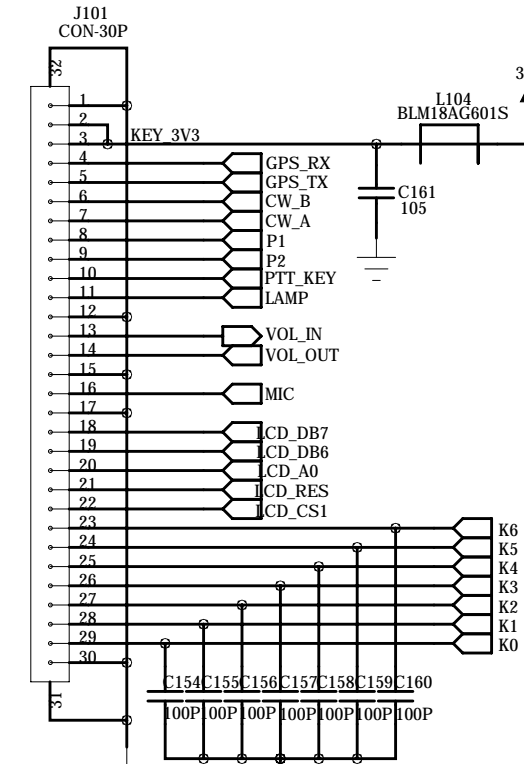 J101
CON-30P
32
1
2
3
KEY_3V3
4
GPS_RX
5
GPS_TX
6
CW_B
7
CW_A
8
P1
9
P2
10
PTT_KEY
11
LAMP
12
13
VOL_IN
14
VOL_OUT
15
16
MIC
17
18
LCD_DB7
19
LCD_DB6
20
LCD_A0
21
LCD_RES
22
LCD_CS1
23
K6
24
K5
25
K4
26
K3
27
K2
28
K1
29
K0
30
31
3
L104
BLM18AG601S
C161
105
C154 C155 C156 C157 C158 C159 C160
100P 100P 100P 100P 100P 100P 100P